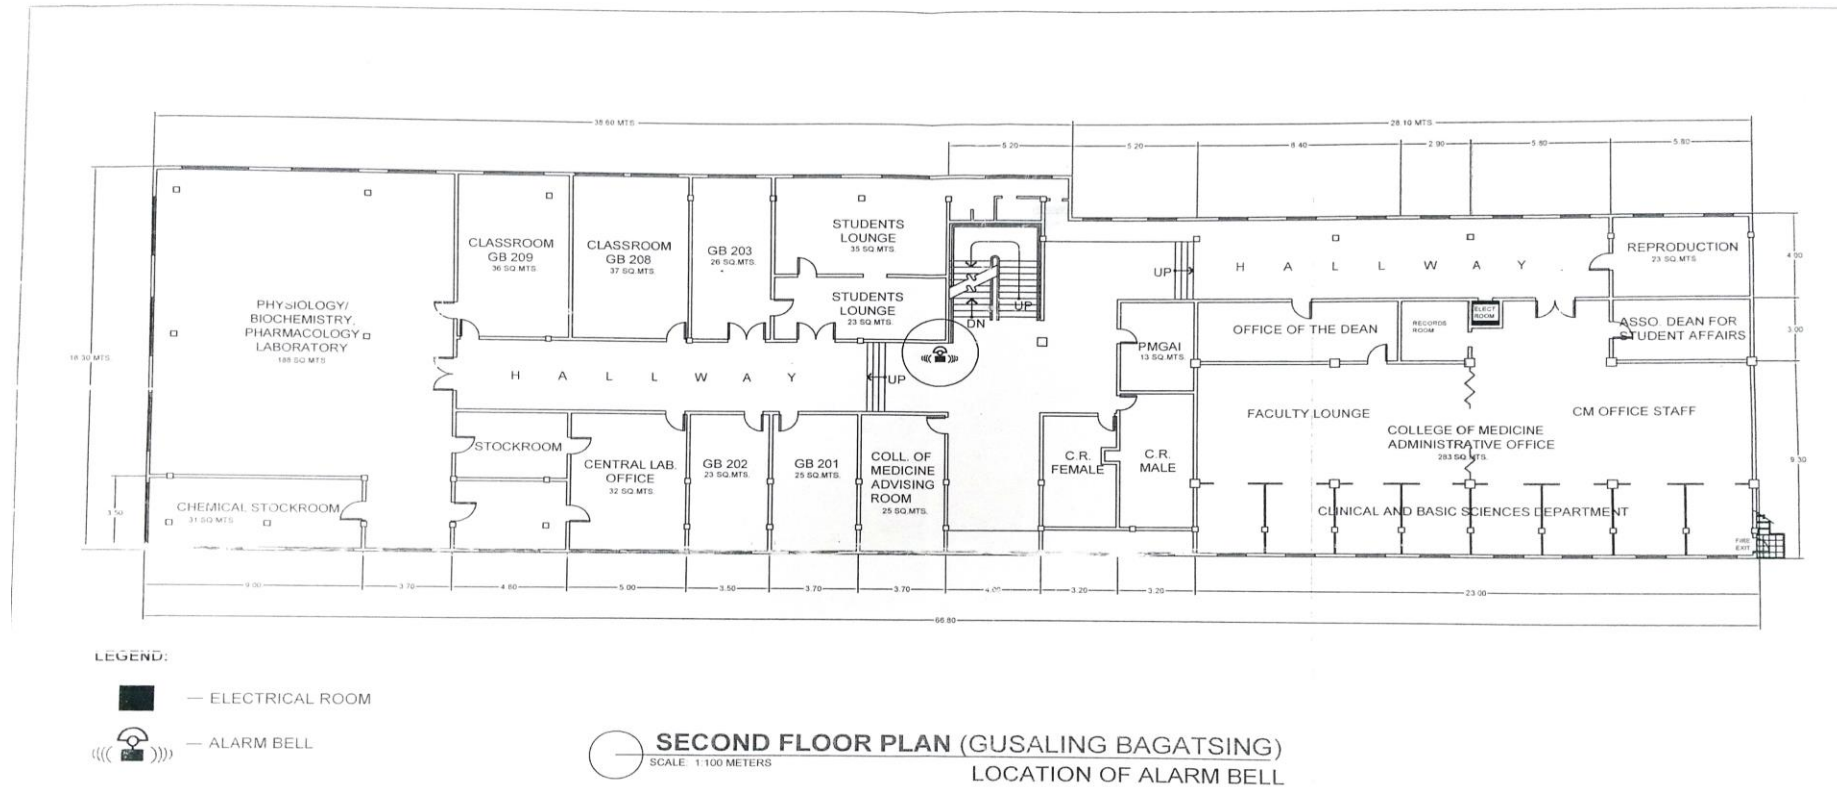 38.60 MTS
28.10 MTS
5.20
5.20
8.40
2.90
5.80
5.80
18.30 MTS
3.50
4.00
3.00
9.30
PHYSIOLOGY/
BIOCHEMISTRY,
PHARMACOLOGY
LABORATORY
188 SQ MTS
CLASSROOM
GB 209
36 SQ.MTS.
CLASSROOM
GB 208
37 SQ.MTS
GB 203
26 SQ.MTS.
STUDENTS
LOUNGE
35 SQ.MTS
STUDENTS
LOUNGE
23 SQ.MTS.
DN
UP
UP
UP
HALLWAY
HALLWAY
REPRODUCTION
23 SQ.MTS
OFFICE OF THE DEAN
RECORDS
ROOM
ELECT
ROOM
ASSO. DEAN FOR
STUDENT AFFAIRS
PMGAI
13 SQ.MTS.
STOCKROOM
CENTRAL LAB.
OFFICE
32 SQ.MTS.
GB 202
23 SQ.MTS.
GB 201
25 SQ.MTS.
COLL. OF
MEDICINE
ADVISING
ROOM
25 SQ.MTS.
C.R.
FEMALE
C.R.
MALE
FACULTY LOUNGE
CM OFFICE STAFF
COLLEGE OF MEDICINE
ADMINISTRATIVE OFFICE
283 SQ.MTS.
CHEMICAL STOCKROOM
31 SQ MTS
CLINICAL AND BASIC SCIENCES DEPARTMENT
FIRE
EXIT
9.00
3.70
4.80
5.00
3.50
3.70
3.70
4.00
3.20
3.20
23.00
66.80
LEGEND:
— ELECTRICAL ROOM
— ALARM BELL
SECOND FLOOR PLAN (GUSALING BAGATSING)
SCALE: 1:100 METERS
LOCATION OF ALARM BELL